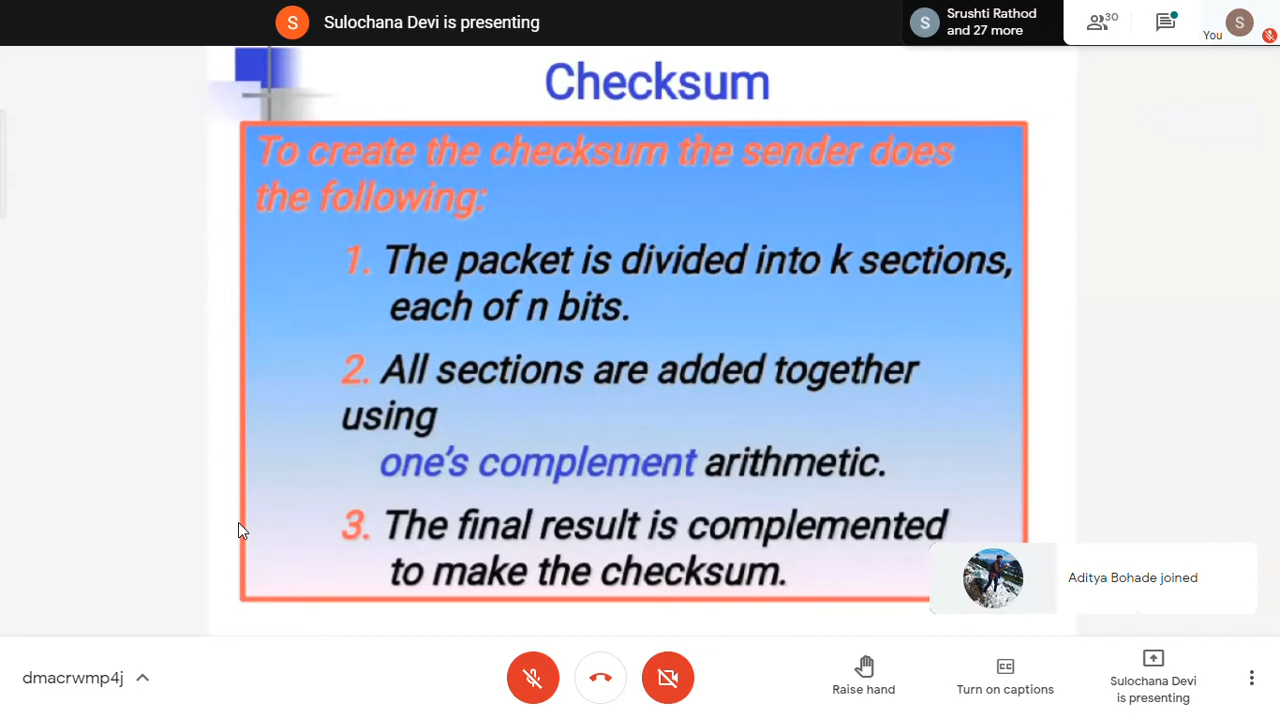 S Sulochana Devi is presenting
S Srushti Rathod
and 27 more
30
You
S
Checksum
To create the checksum the sender does
the following:
1. The packet is divided into k sections,
each of n bits.
2. All sections are added together
using
one's complement arithmetic.
3. The final result is complemented
to make the checksum.
Aditya Bohade joined
dmacrwmp4j
Raise hand
CC
Turn on captions
Sulochana Devi
is presenting